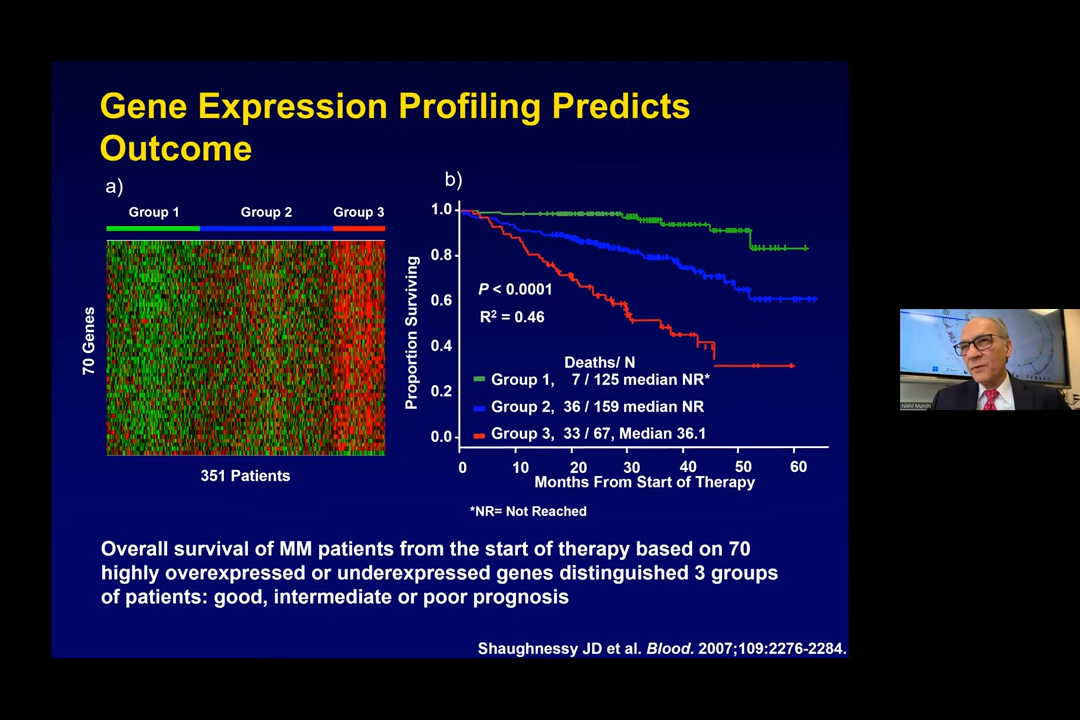 Gene Expression Profiling Predicts
Outcome
a)
Group 1 Group 2 Group 3
70 Genes
351 Patients
b)
Proportion Surviving
1.0
0.8
0.6
0.4
0.2
0.0
P < 0.0001
R2 = 0.46
Deaths/ N
Group 1, 7 / 125 median NR*
Group 2, 36 / 159 median NR
Group 3, 33 / 67, Median 36.1
0 10 20 30 40 50 60
Months From Start of Therapy
*NR= Not Reached
Overall survival of MM patients from the start of therapy based on 70
highly overexpressed or underexpressed genes distinguished 3 groups
of patients: good, intermediate or poor prognosis
Shaughnessy JD et al. Blood. 2007;109:2276-2284.
Nikhil Munshi